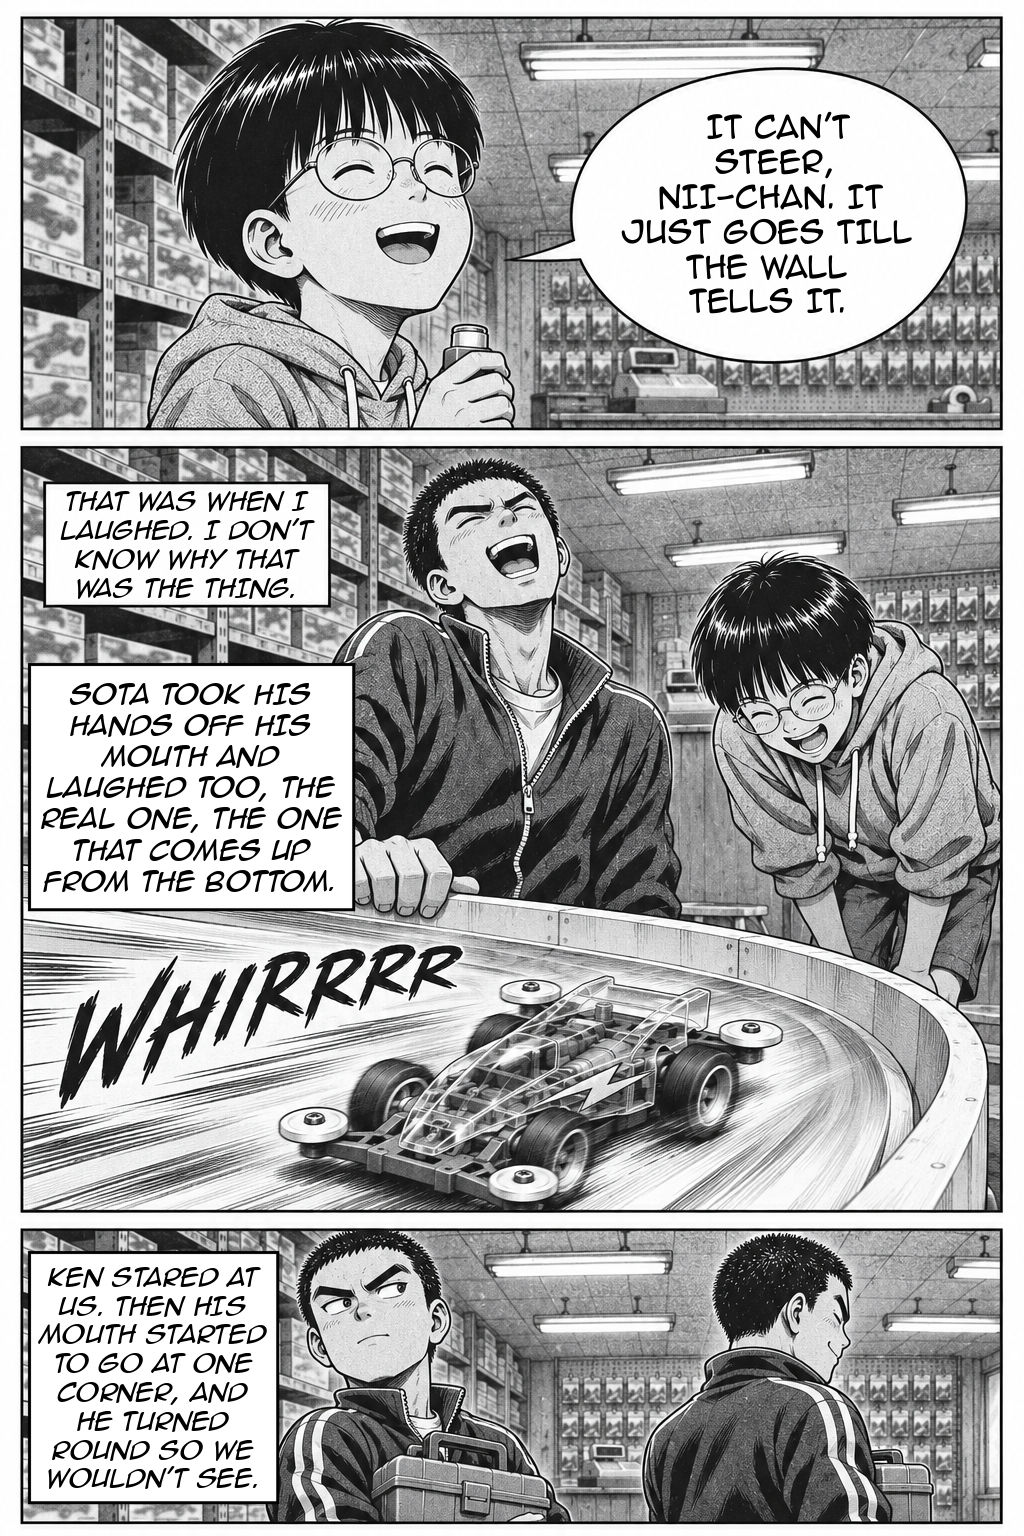 IT CAN'T
STEER,
NII-CHAN. IT
JUST GOES TILL
THE WALL
TELLS IT.
THAT WAS WHEN I
LAUGHED. I DON'T
KNOW WHY THAT
WAS THE THING.
SOTA TOOK HIS
HANDS OFF HIS
MOUTH AND
LAUGHED TOO, THE
REAL ONE, THE ONE
THAT COMES UP
FROM THE BOTTOM.
WHIRRRR
KEN STARED AT
US. THEN HIS
MOUTH STARTED
TO GO AT ONE
CORNER, AND
HE TURNED
ROUND SO WE
WOULDN'T SEE.